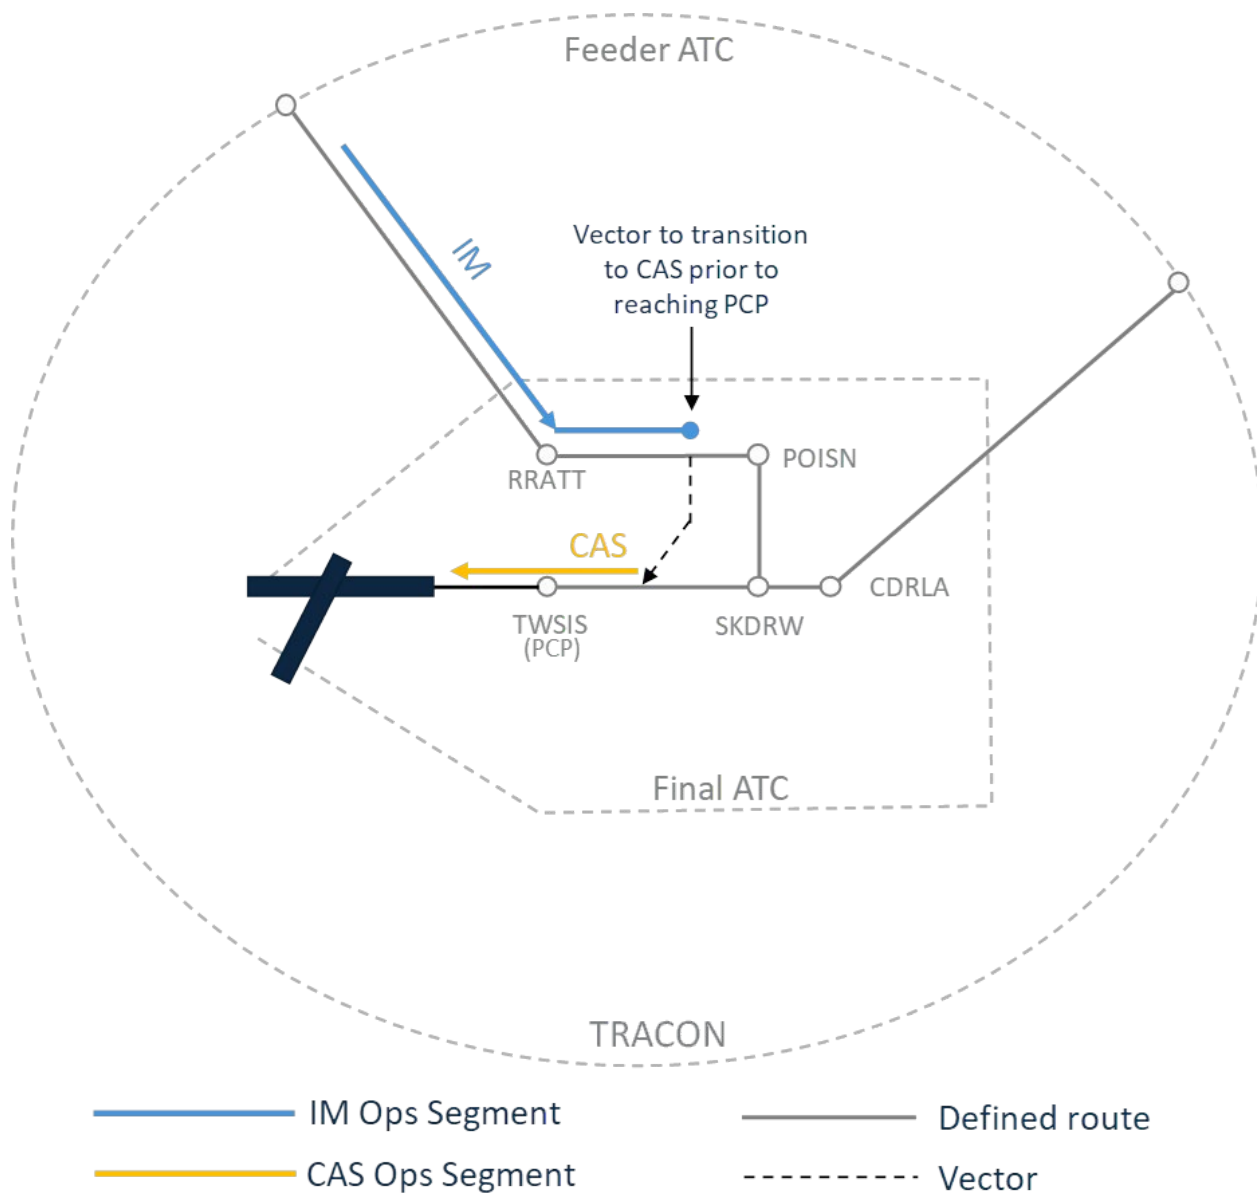 Feeder ATC
IM
Vector to transition
to CAS prior to
reaching PCP
POISN
RRATT
CAS
CDRLA
TWSIS
(PCP)
SKDRW
Final ATC
TRACON
IM Ops Segment
Defined route
CAS Ops Segment
Vector